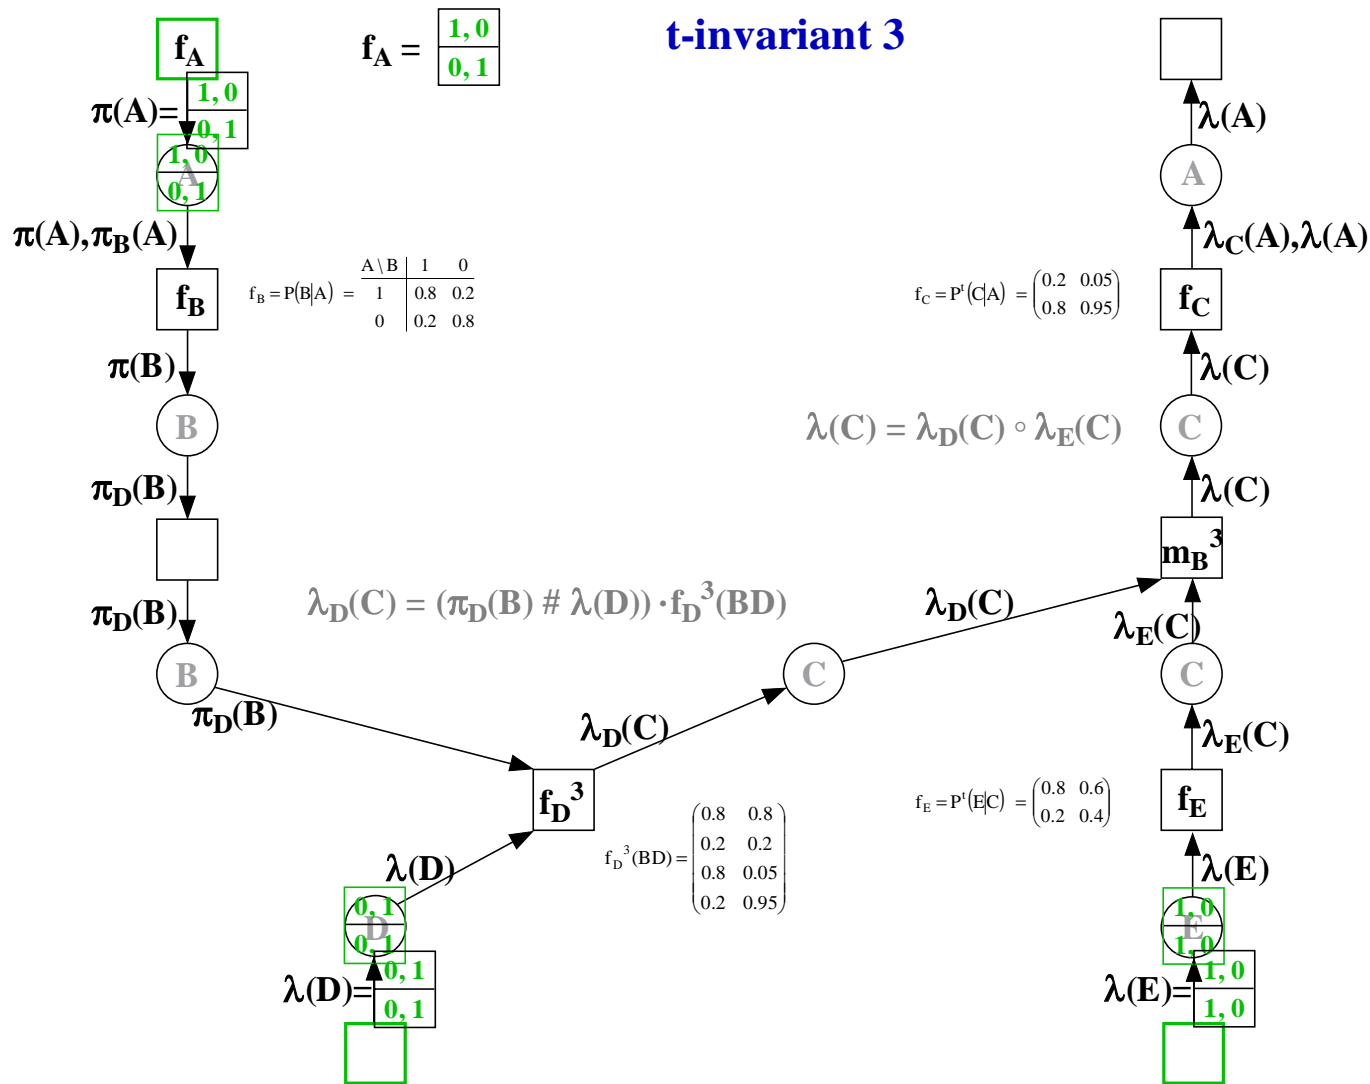 t-invariant 3
f_A
f_A =
1, 0
0, 1
π(A)=
1, 0
0, 1
A
1, 0
0, 1
π(A),π_B(A)
f_B
f_B = P(B|A) =
A \ B 1 0
1 0.8 0.2
0 0.2 0.8
π(B)
B
π_D(B)
π_D(B)
B
π_D(B)
λ_D(C) = (π_D(B) # λ(D)) · f_D^3(BD)
f_D^3
f_D^3(BD) =
0.8 0.8
0.2 0.2
0.8 0.05
0.2 0.95
λ(D)
D
0, 1
0, 1
λ(D)=
0, 1
0, 1
λ_D(C)
C
λ_D(C)
λ(A)
A
λ_C(A),λ(A)
f_C = P^t(C|A) =
0.2 0.05
0.8 0.95
f_C
λ(C)
λ(C) = λ_D(C) ∘ λ_E(C)
C
λ(C)
m_B^3
λ_E(C)
C
λ_E(C)
f_E = P^t(E|C) =
0.8 0.6
0.2 0.4
f_E
λ(E)
E
1, 0
1, 0
λ(E)=
1, 0
1, 0